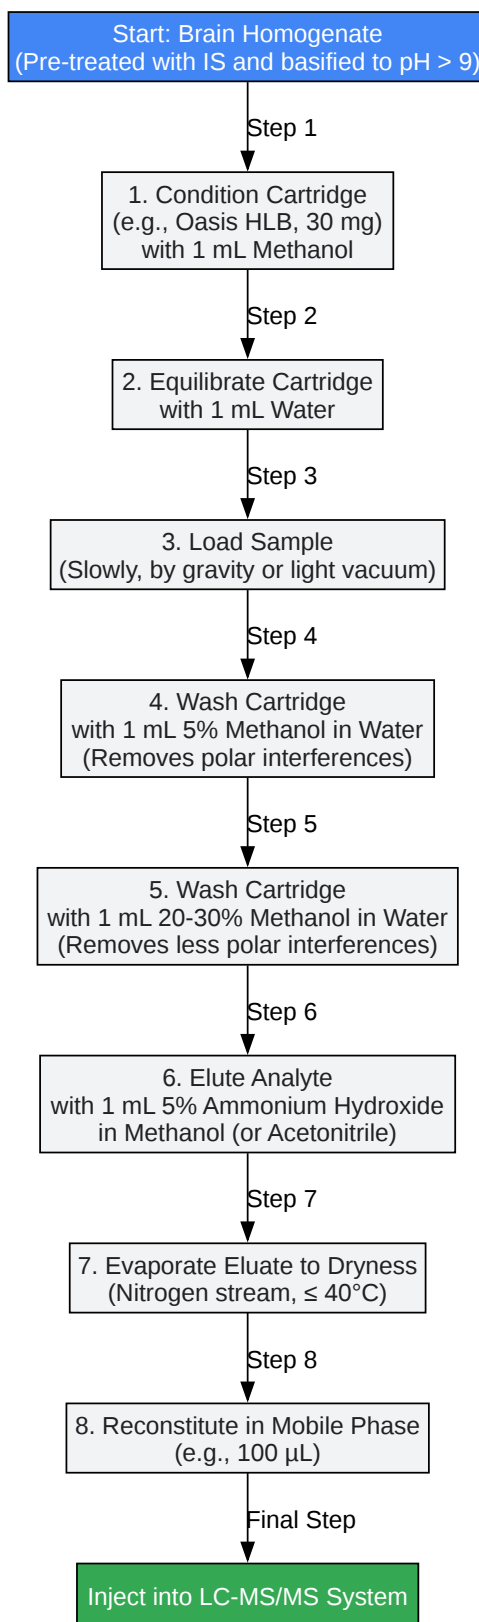 Start: Brain Homogenate
(Pre-treated with IS and basified to pH > 9)
Step 1
1. Condition Cartridge
(e.g., Oasis HLB, 30 mg)
with 1 mL Methanol
Step 2
2. Equilibrate Cartridge
with 1 mL Water
Step 3
3. Load Sample
(Slowly, by gravity or light vacuum)
Step 4
4. Wash Cartridge
with 1 mL 5% Methanol in Water
(Removes polar interferences)
Step 5
5. Wash Cartridge
with 1 mL 20-30% Methanol in Water
(Removes less polar interferences)
Step 6
6. Elute Analyte
with 1 mL 5% Ammonium Hydroxide
in Methanol (or Acetonitrile)
Step 7
7. Evaporate Eluate to Dryness
(Nitrogen stream, ≤ 40°C)
Step 8
8. Reconstitute in Mobile Phase
(e.g., 100 µL)
Final Step
Inject into LC-MS/MS System